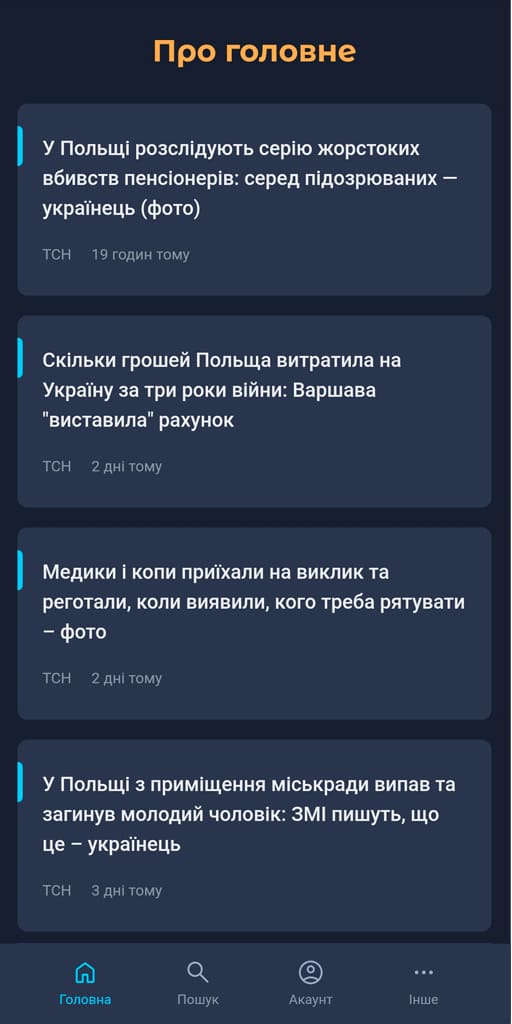 Про головне
У Польщі розслідують серію жорстоких
вбивств пенсіонерів: серед підозрюваних —
українець (фото)
ТСН 19 годин тому
Скільки грошей Польща витратила на
Україну за три роки війни: Варшава
"виставила" рахунок
ТСН 2 дні тому
Медики і копи приїхали на виклик та
реготали, коли виявили, кого треба рятувати
– фото
ТСН 2 дні тому
У Польщі з приміщення міськради випав та
загинув молодий чоловік: ЗМІ пишуть, що
це – українець
ТСН 3 дні тому
Головна Пошук Акаунт Інше